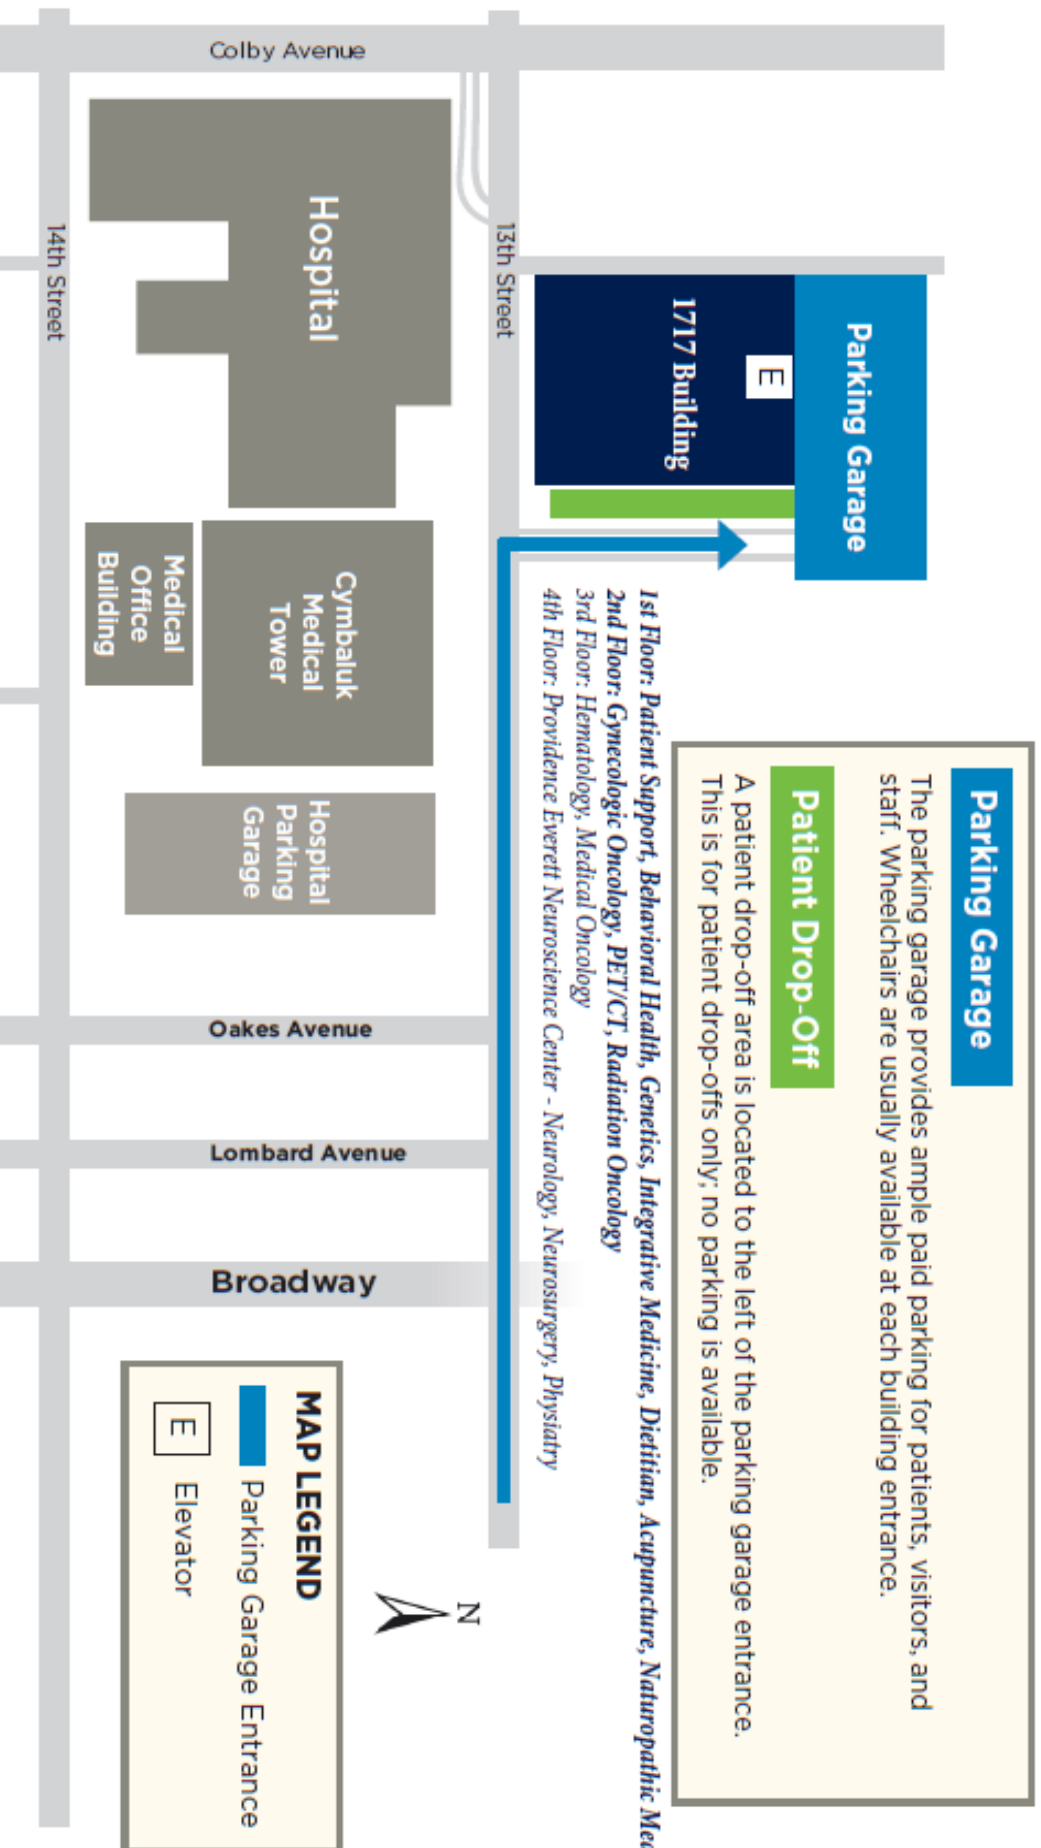 Parking Garage
The parking garage provides ample paid parking for patients, visitors, and
staff. Wheelchairs are usually available at each building entrance.
Patient Drop-Off
A patient drop-off area is located to the left of the parking garage entrance.
This is for patient drop-offs only; no parking is available.
Parking Garage
E
1717 Building
1st Floor: Patient Support, Behavioral Health, Genetics, Integrative Medicine, Dietitian, Acupuncture, Naturopathic
2nd Floor: Gynecologic Oncology, PET/CT, Radiation Oncology
3rd Floor: Hematology, Medical Oncology
4th Floor: Providence Everett Neuroscience Center - Neurology, Neurosurgery, Physiatry
13th Street
N
Colby Avenue
Hospital
Cymbaluk
Medical
Tower
Medical
Office
Building
Hospital
Parking
Garage
Oakes Avenue
Lombard Avenue
Broadway
MAP LEGEND
Parking Garage Entrance
E Elevator
14th Street